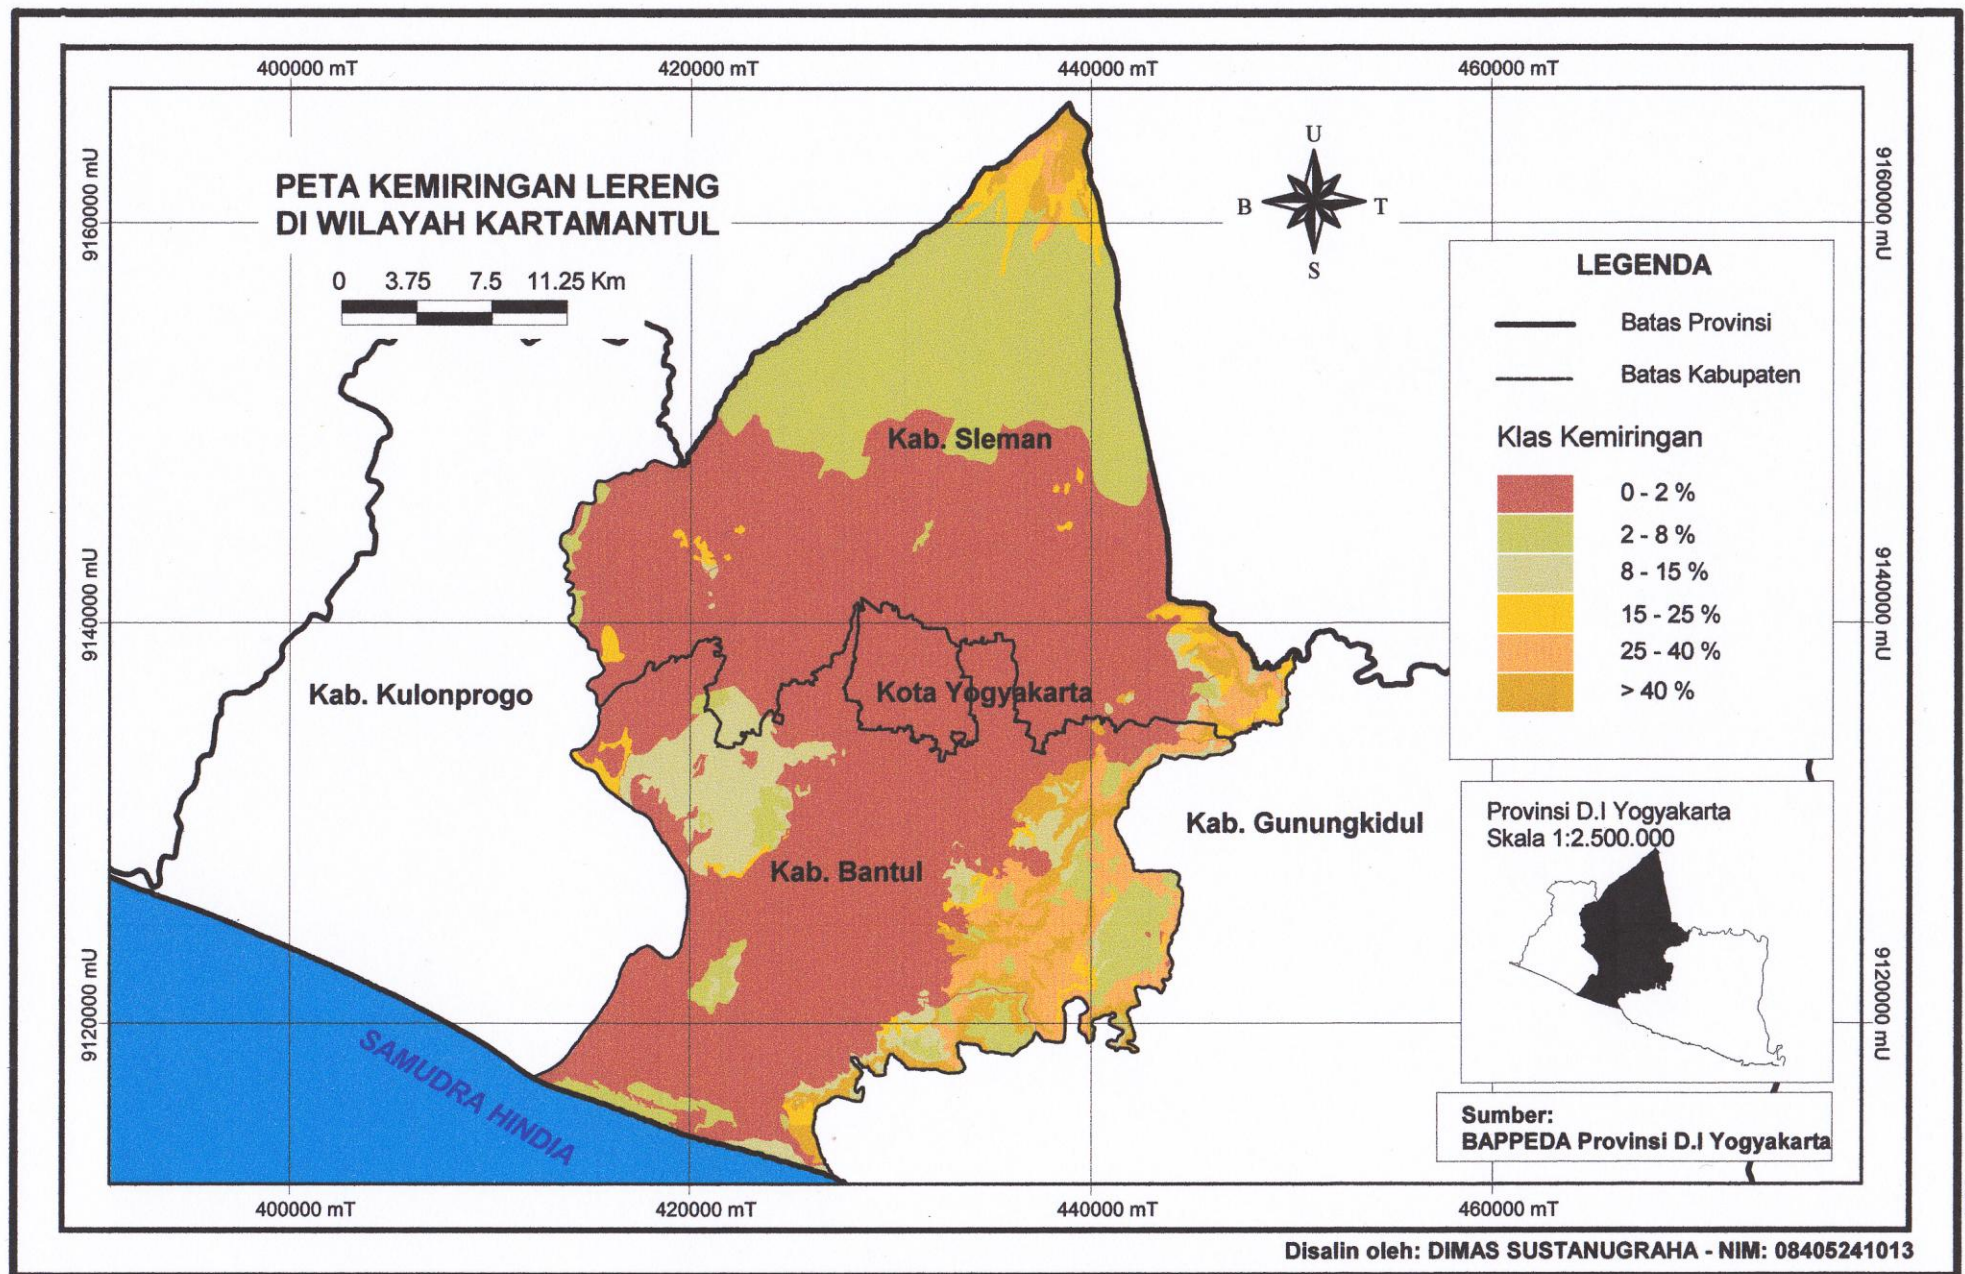 400000 mT
420000 mT
440000 mT
460000 mT
PETA KEMIRINGAN LERENG
DI WILAYAH KARTAMANTUL
0 3.75 7.5 11.25 Km
U
B
T
S
9160000 mU
9160000 mU
LEGENDA
Batas Provinsi
Batas Kabupaten
Klas Kemiringan
0 - 2 %
2 - 8 %
8 - 15 %
15 - 25 %
25 - 40 %
> 40 %
Kab. Sleman
9140000 mU
9140000 mU
Kab. Kulonprogo
Kota Yogyakarta
Kab. Gunungkidul
Kab. Bantul
Provinsi D.I Yogyakarta
Skala 1:2.500.000
9120000 mU
9120000 mU
SAMUDRA HINDIA
Sumber:
BAPPEDA Provinsi D.I Yogyakarta
400000 mT
420000 mT
440000 mT
460000 mT
Disalin oleh: DIMAS SUSTANUGRAHA - NIM: 08405241013